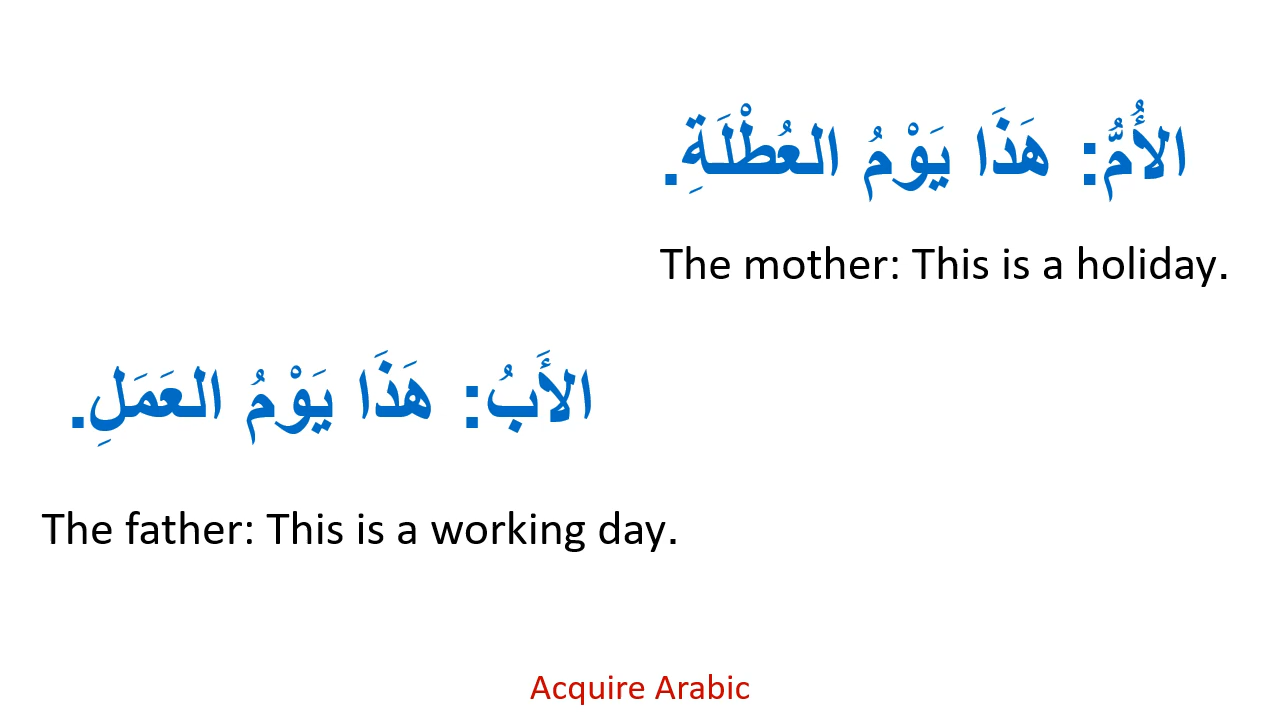 الأُمُّ: هَذَا يَوْمُ العُطْلَةِ.
The mother: This is a holiday.
الأَبُ: هَذَا يَوْمُ العَمَلِ.
The father: This is a working day.
Acquire Arabic